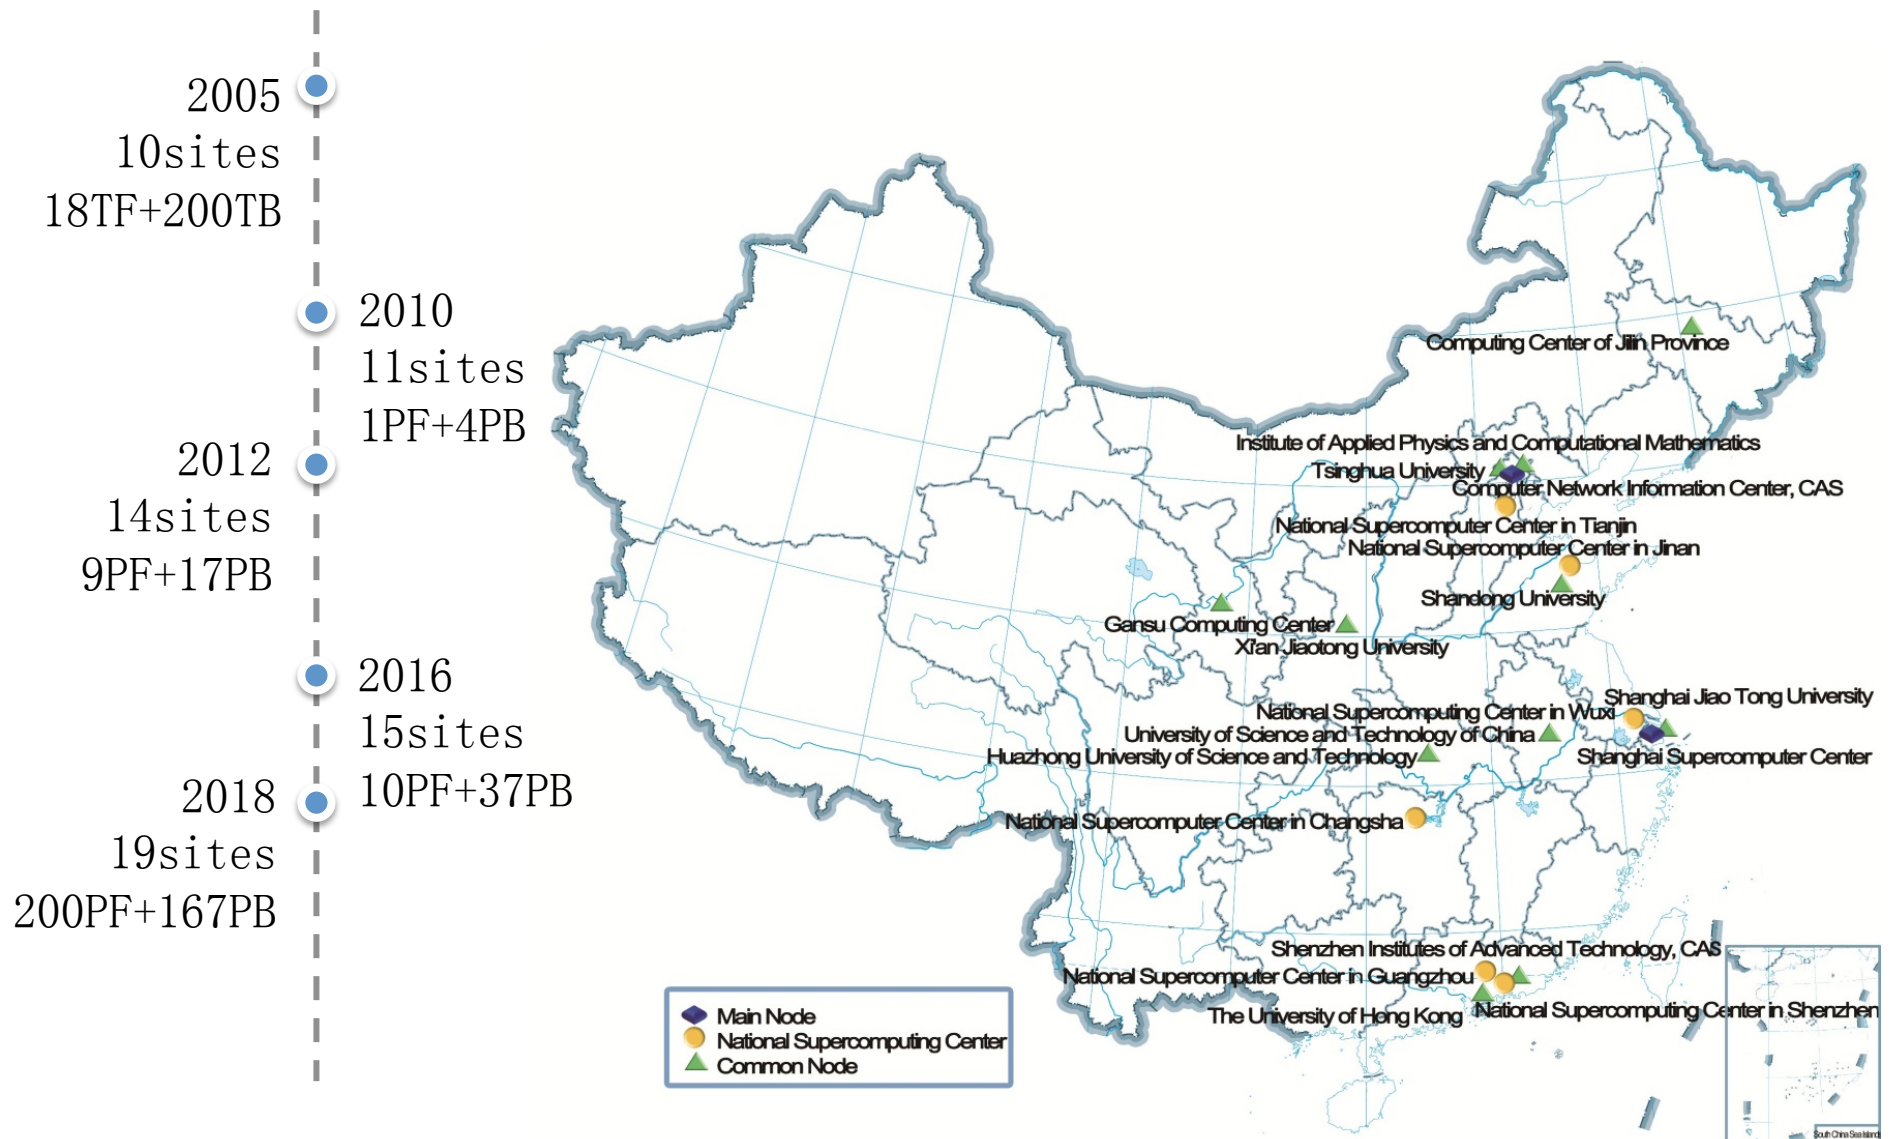 2005
10sites
18TF+200TB
2010
11sites
1PF+4PB
2012
14sites
9PF+17PB
2016
15sites
10PF+37PB
2018
19sites
200PF+167PB
Computing Center of Jilin Province
Institute of Applied Physics and Computational Mathematics
Tsinghua University
Computer Network Information Center, CAS
National Supercomputer Center in Tianjin
National Supercomputer Center in Jinan
Shandong University
Gansu Computing Center
Xi'an Jiaotong University
Shanghai Jiao Tong University
National Supercomputing Center in Wuxi
University of Science and Technology of China
Huazhong University of Science and Technology
Shanghai Supercomputer Center
National Supercomputer Center in Changsha
Shenzhen Institutes of Advanced Technology, CAS
National Supercomputer Center in Guangzhou
The University of Hong Kong
National Supercomputing Center in Shenzhen
Main Node
National Supercomputing Center
Common Node
South China Sea Islands